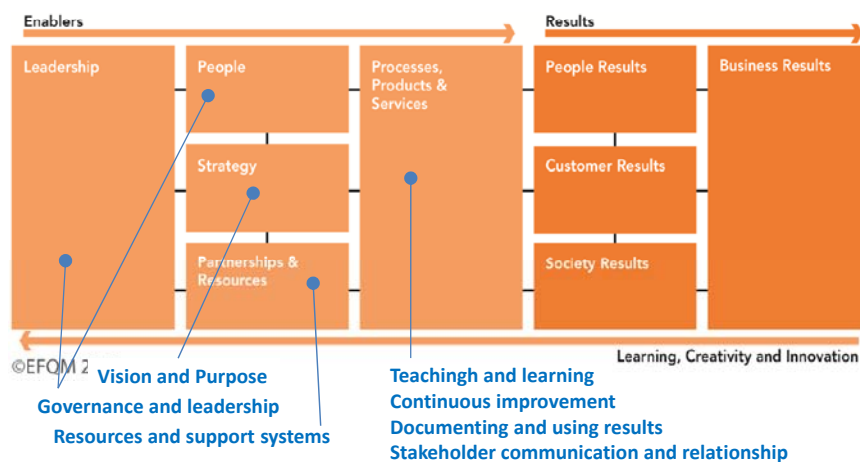 Enablers
Results
Leadership
People
Processes,
Products &
Services
People Results
Business Results
Strategy
Customer Results
Partnerships &
Resources
Society Results
Learning, Creativity and Innovation
©EFQM 2
Vision and Purpose
Governance and leadership
Resources and support systems
Teachingh and learning
Continuous improvement
Documenting and using results
Stakeholder communication and relationship